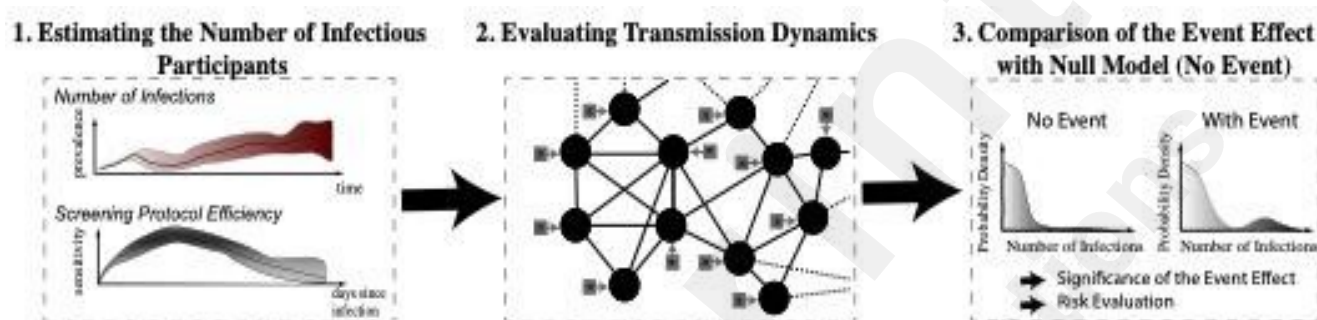 1. Estimating the Number of Infectious
Participants
Number of Infections
prevalence
time
Screening Protocol Efficiency
sensitivity
days since
infection
2. Evaluating Transmission Dynamics
3. Comparison of the Event Effect
with Null Model (No Event)
No Event
Probability Density
Number of Infections
With Event
Probability Density
Number of Infections
Significance of the Event Effect
Risk Evaluation